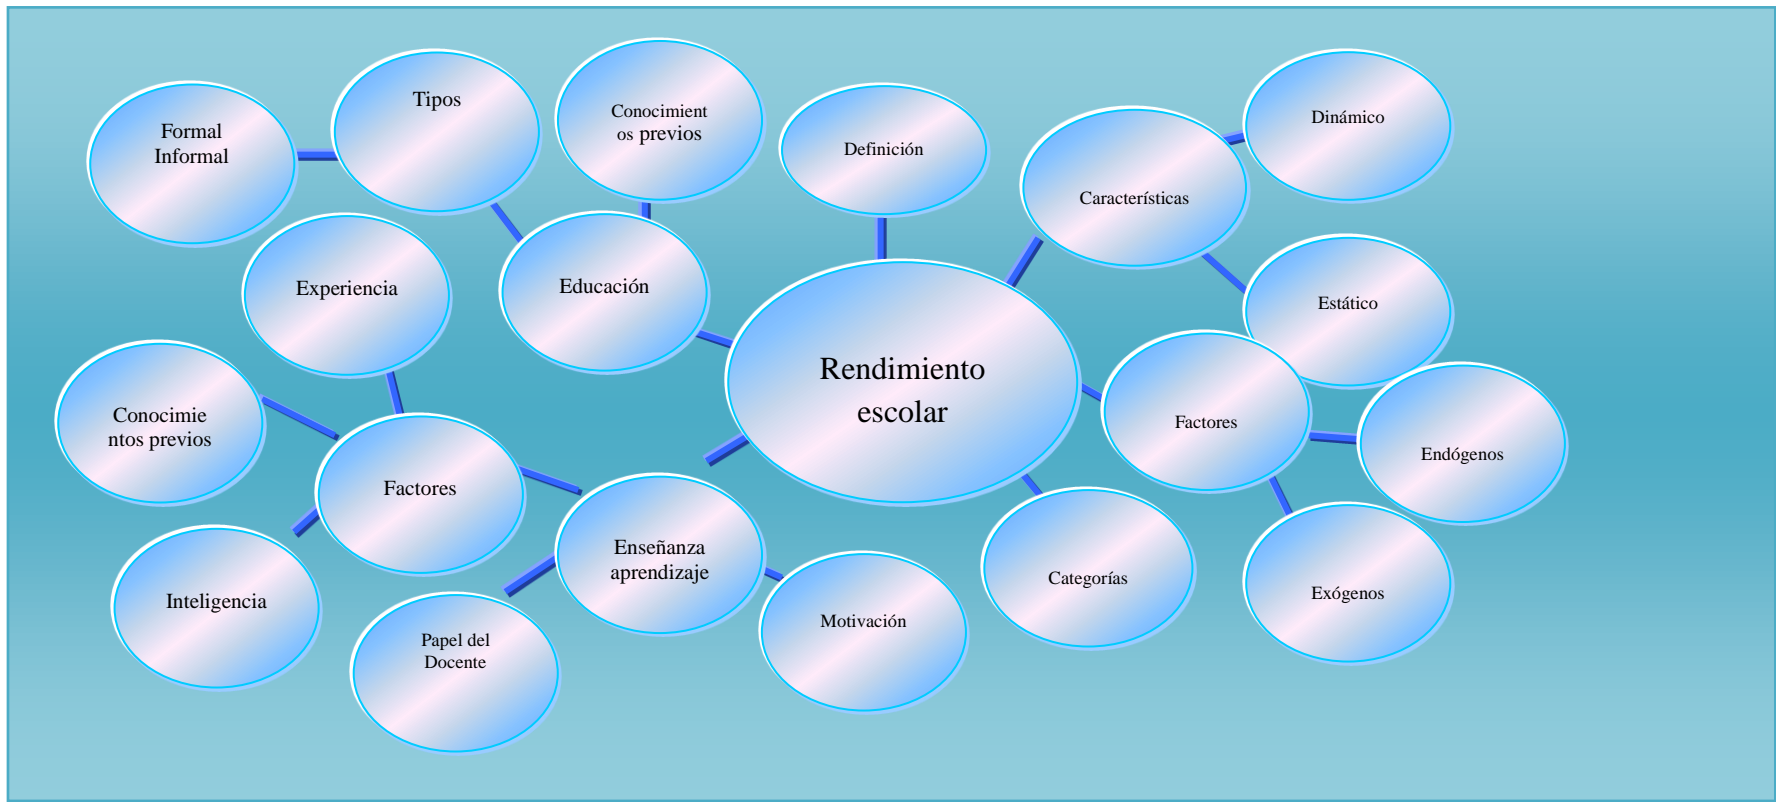 Tipos
Formal
Informal
Conocimient
os previos
Definición
Características
Dinámico
Experiencia
Educación
Estático
Rendimiento
escolar
Conocimie
ntos previos
Factores
Factores
Endógenos
Enseñanza
aprendizaje
Categorías
Exógenos
Inteligencia
Papel del
Docente
Motivación